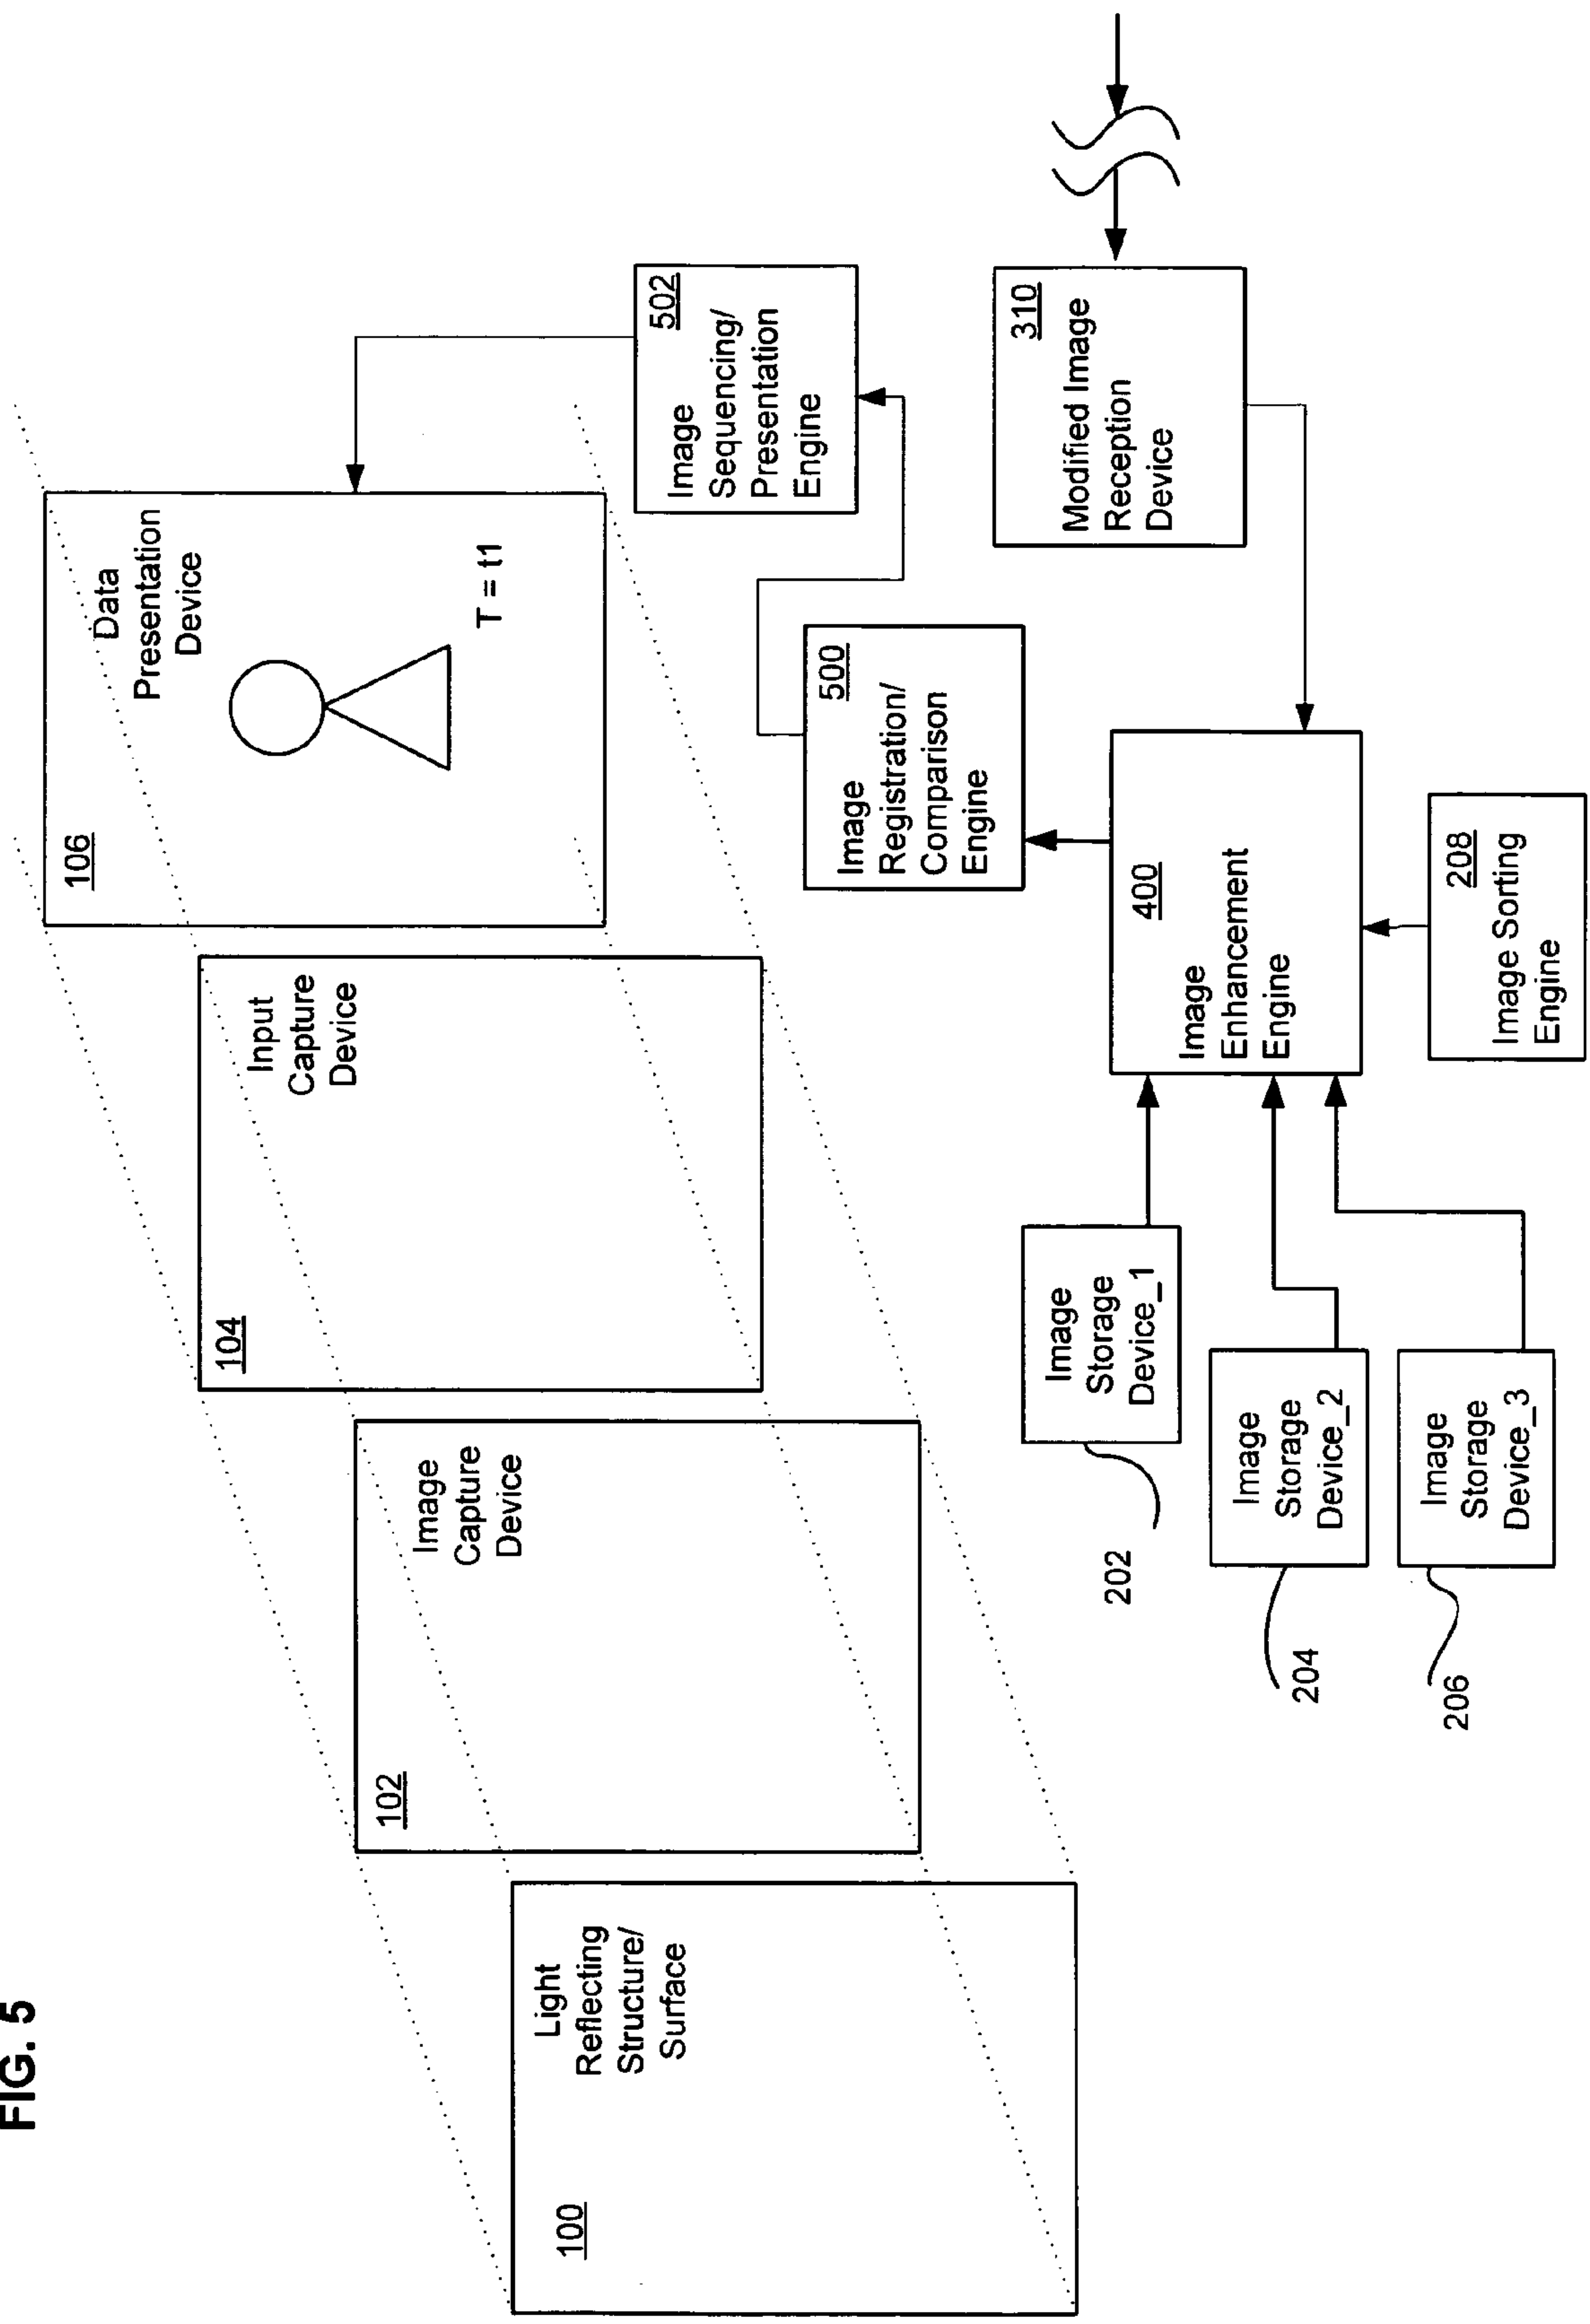 FIG. 5
100
Light
Reflecting
Structure/
Surface
102
Image
Capture
Device
104
Input
Capture
Device
106
Data
Presentation
Device
T = t1
502
Image
Sequencing/
Presentation
Engine
500
Image
Registration/
Comparison
Engine
310
Modified Image
Reception
Device
400
Image
Enhancement
Engine
208
Image Sorting
Engine
Image
Storage
Device_1
202
Image
Storage
Device_2
204
Image
Storage
Device_3
206